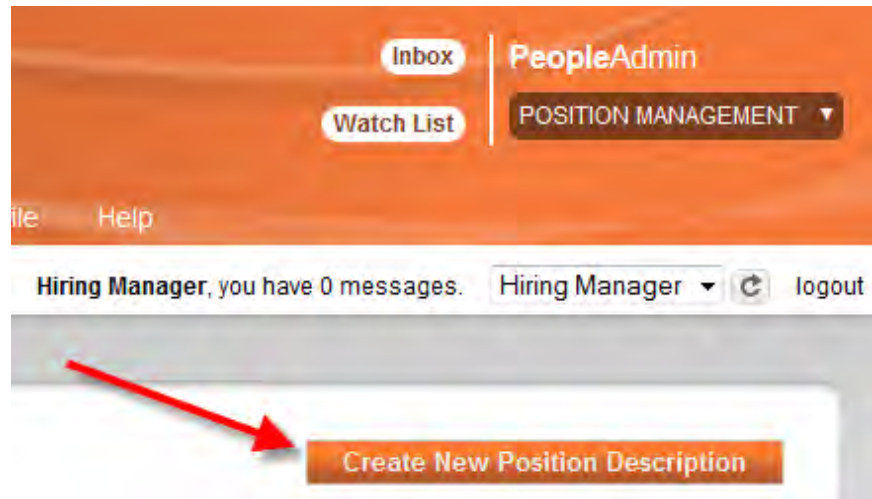 Inbox
PeopleAdmin
Watch List
POSITION MANAGEMENT
ile Help
Hiring Manager, you have 0 messages. Hiring Manager logout
Create New Position Description